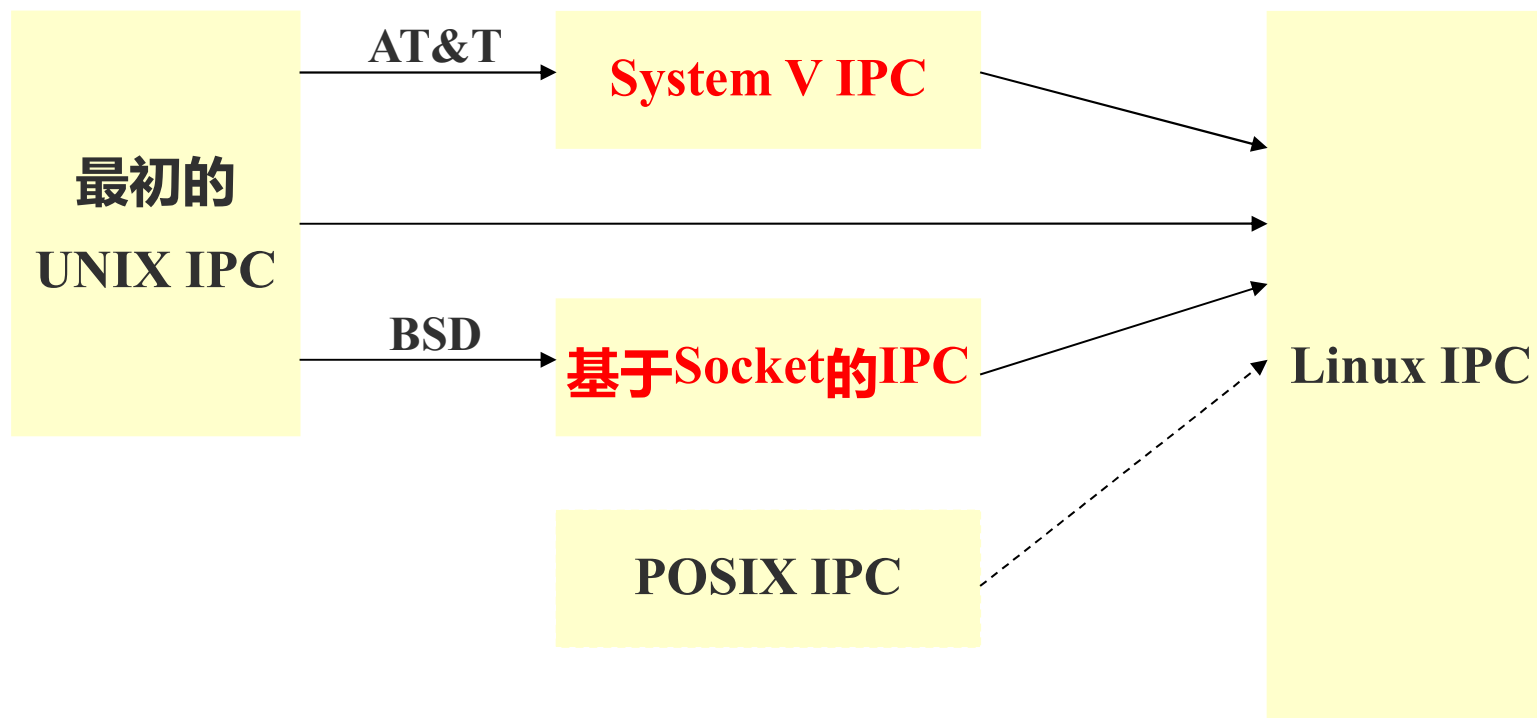 AT&T
System V IPC
最初的
UNIX IPC
BSD
基于Socket的IPC
Linux IPC
POSIX IPC